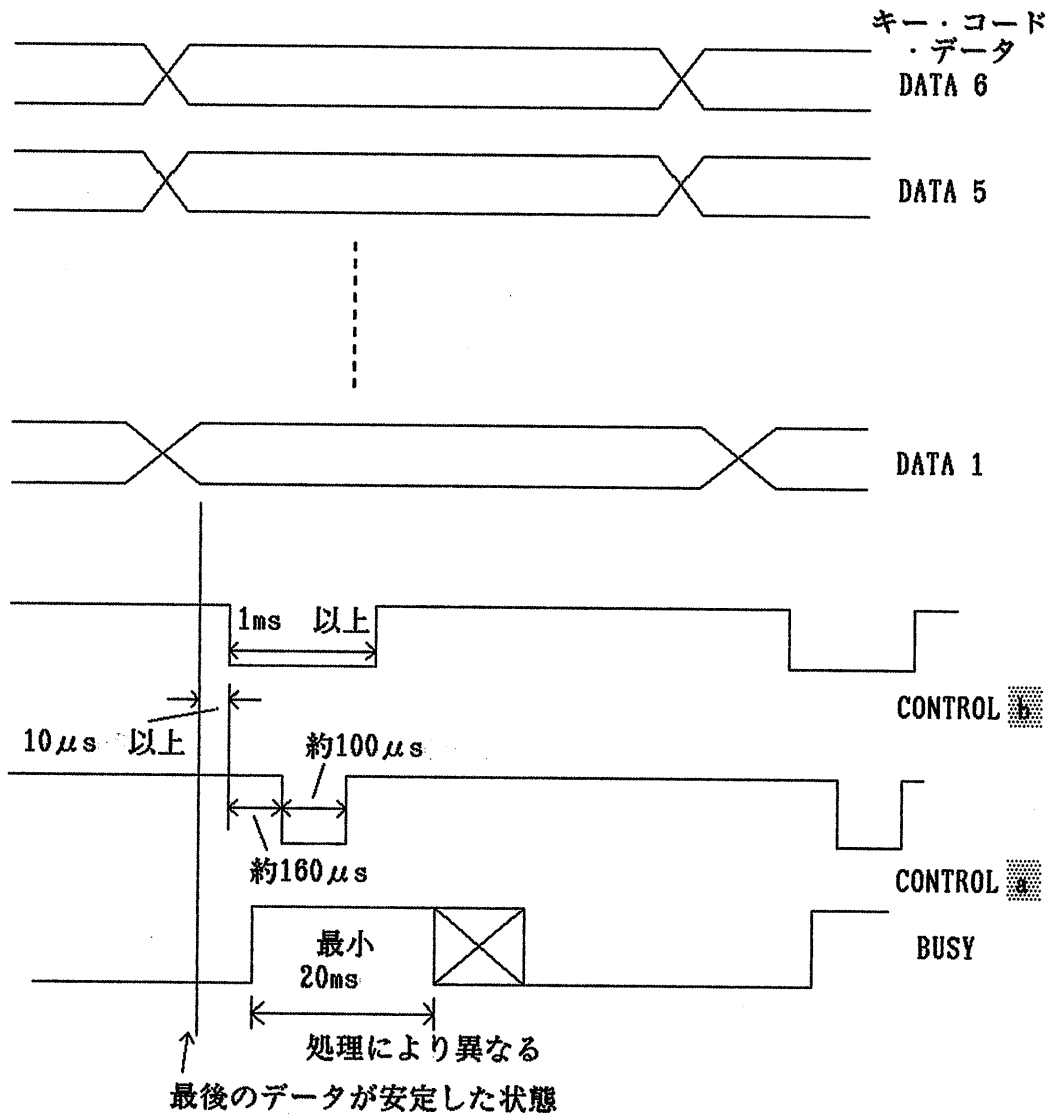 キー・コード
・データ
DATA 6
DATA 5
DATA 1
1ms 以上
CONTROL b
10μs 以上
約100μs
約160μs
CONTROL a
最小
20ms
BUSY
処理により異なる
最後のデータが安定した状態